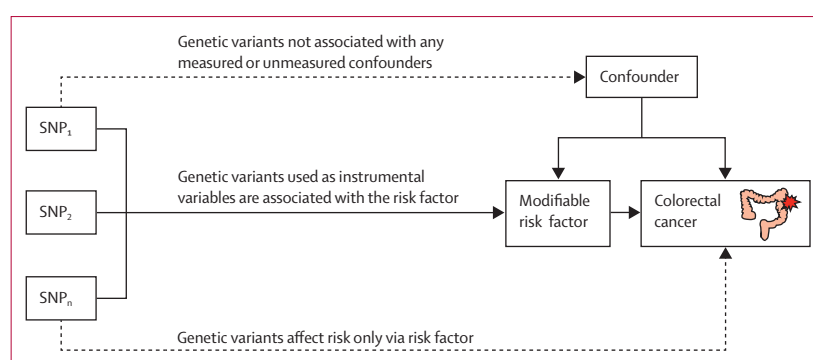 Genetic variants not associated with any
measured or unmeasured confounders
Confounder
SNP₁
Genetic variants used as instrumental
variables are associated with the risk factor
SNP₂
Modifiable
risk factor
Colorectal
cancer
SNPₙ
Genetic variants affect risk only via risk factor